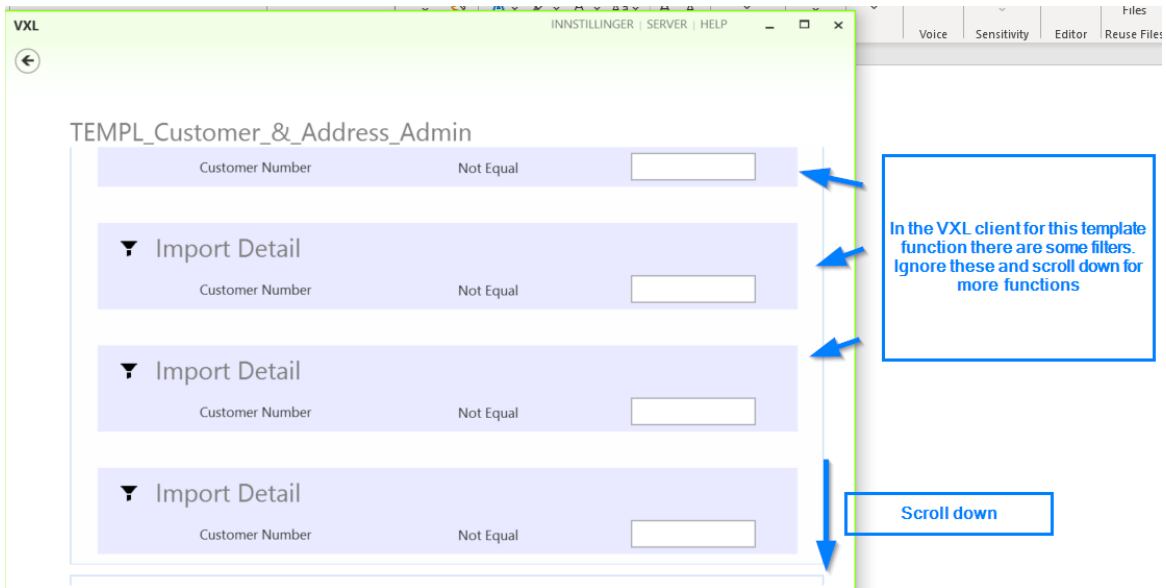 Files
VXL
INNSTILLINGER | SERVER | HELP
Voice
Sensitivity
Editor
Reuse Files
TEMPL_Customer_&_Address_Admin
Customer Number Not Equal
Import Detail
Customer Number Not Equal
Import Detail
Customer Number Not Equal
Import Detail
Customer Number Not Equal
In the VXL client for this template
function there are some filters.
Ignore these and scroll down for
more functions
Scroll down